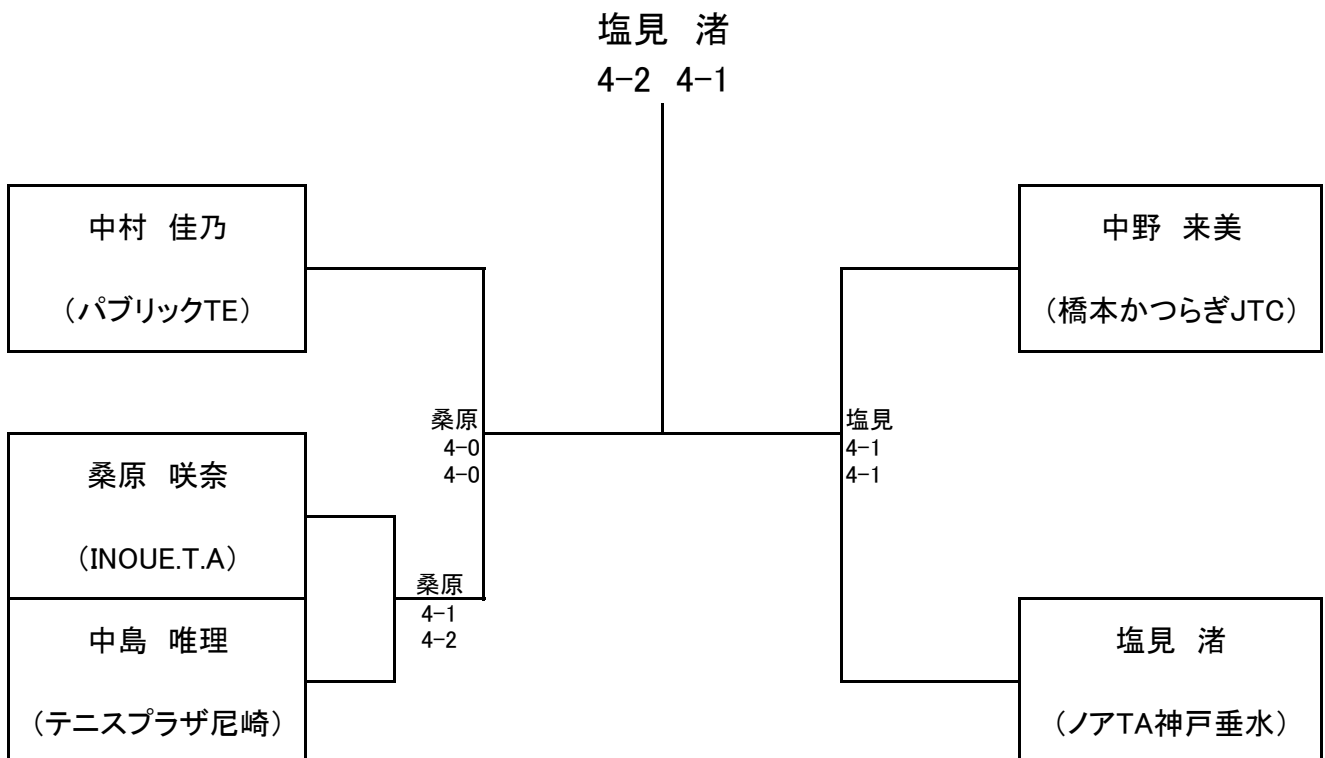 塩見　渚
4-2　4-1
中村　佳乃
（パブリックTE）
中野　来美
（橋本かつらぎJTC）
桑原
4-0
4-0
塩見
4-1
4-1
桑原　咲奈
（INOUE.T.A）
桑原
4-1
4-2
中島　唯理
（テニスプラザ尼崎）
塩見　渚
（ノアTA神戸垂水）